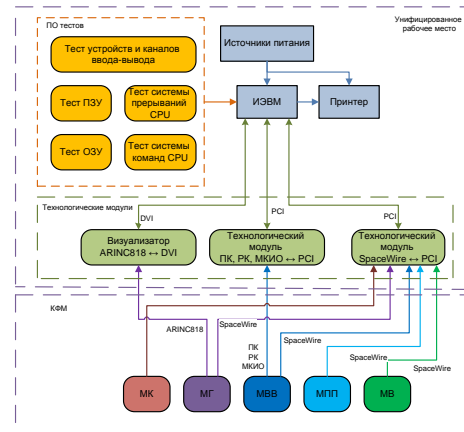 ПО тестов
Унифицированное
рабочее место
Тест устройств и каналов
ввода-вывода
Тест ПЗУ
Тест системы
прерываний
CPU
Тест ОЗУ
Тест системы
команд CPU
Источники питания
ИЭВМ
Принтер
Технологические модули
DVI
PCI
PCI
Визуализатор
ARINC818 ↔ DVI
Технологический
модуль
ПК, РК, МКИО ↔ PCI
Технологический
модуль
SpaceWire ↔ PCI
КФМ
ARINC818
SpaceWire
ПК
РК
МКИО
SpaceWire
SpaceWire
SpaceWire
МК
МГ
МВВ
МПП
МВ